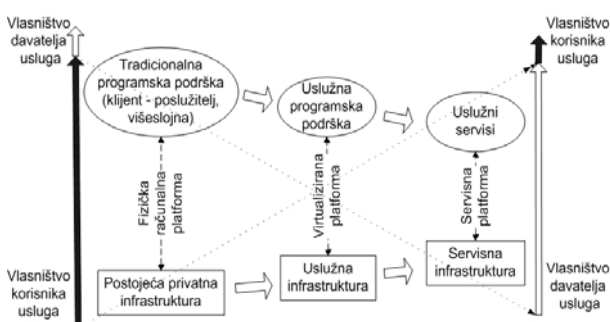 Vlasništvo
davatelja
usluga
Tradicionalna
programska podrška
(klijent - poslužitelj,
višeslojna)
Uslužna
programska
podrška
Uslužni
servisi
Vlasništvo
korisnika
usluga
Fizička
računalna
platforma
Virtualizirana
platforma
Servisna
platforma
Vlasništvo
korisnika
usluga
Postojeća privatna
infrastruktura
Uslužna
infrastruktura
Servisna
infrastruktura
Vlasništvo
davatelja
usluga